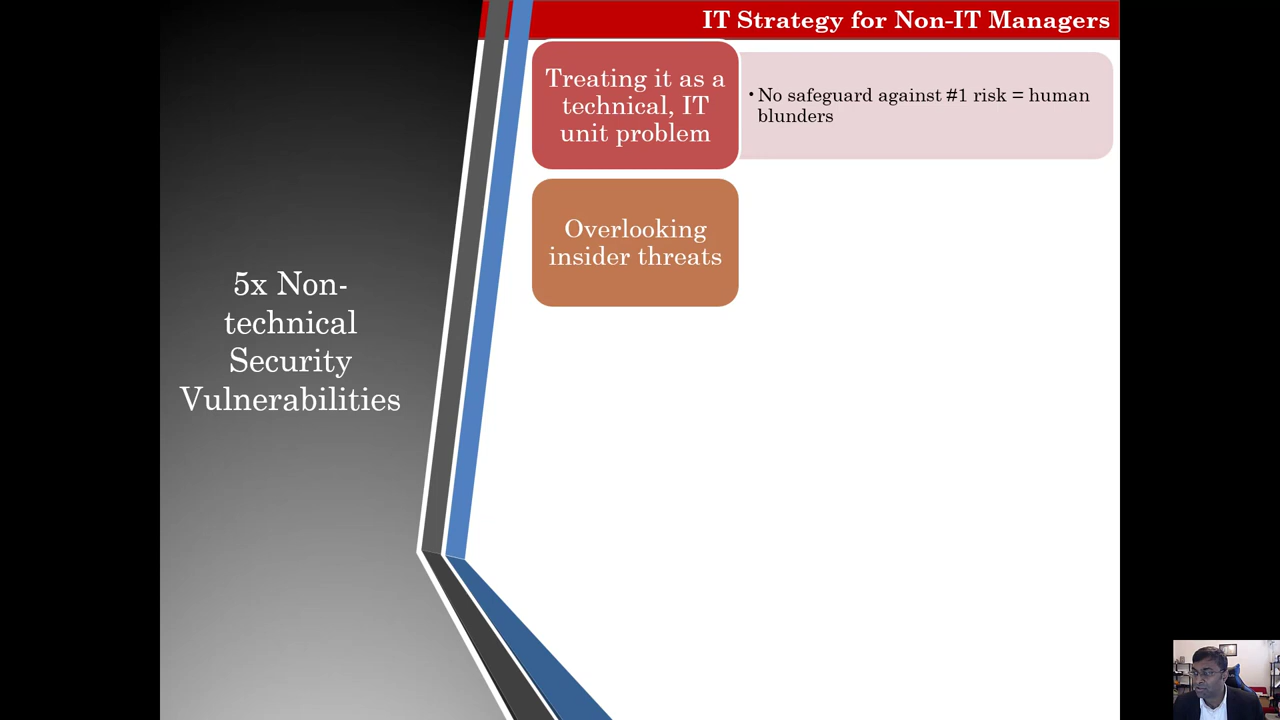 IT Strategy for Non-IT Managers
5x Non-
technical
Security
Vulnerabilities
Treating it as a
technical, IT
unit problem
• No safeguard against #1 risk = human
blunders
Overlooking
insider threats